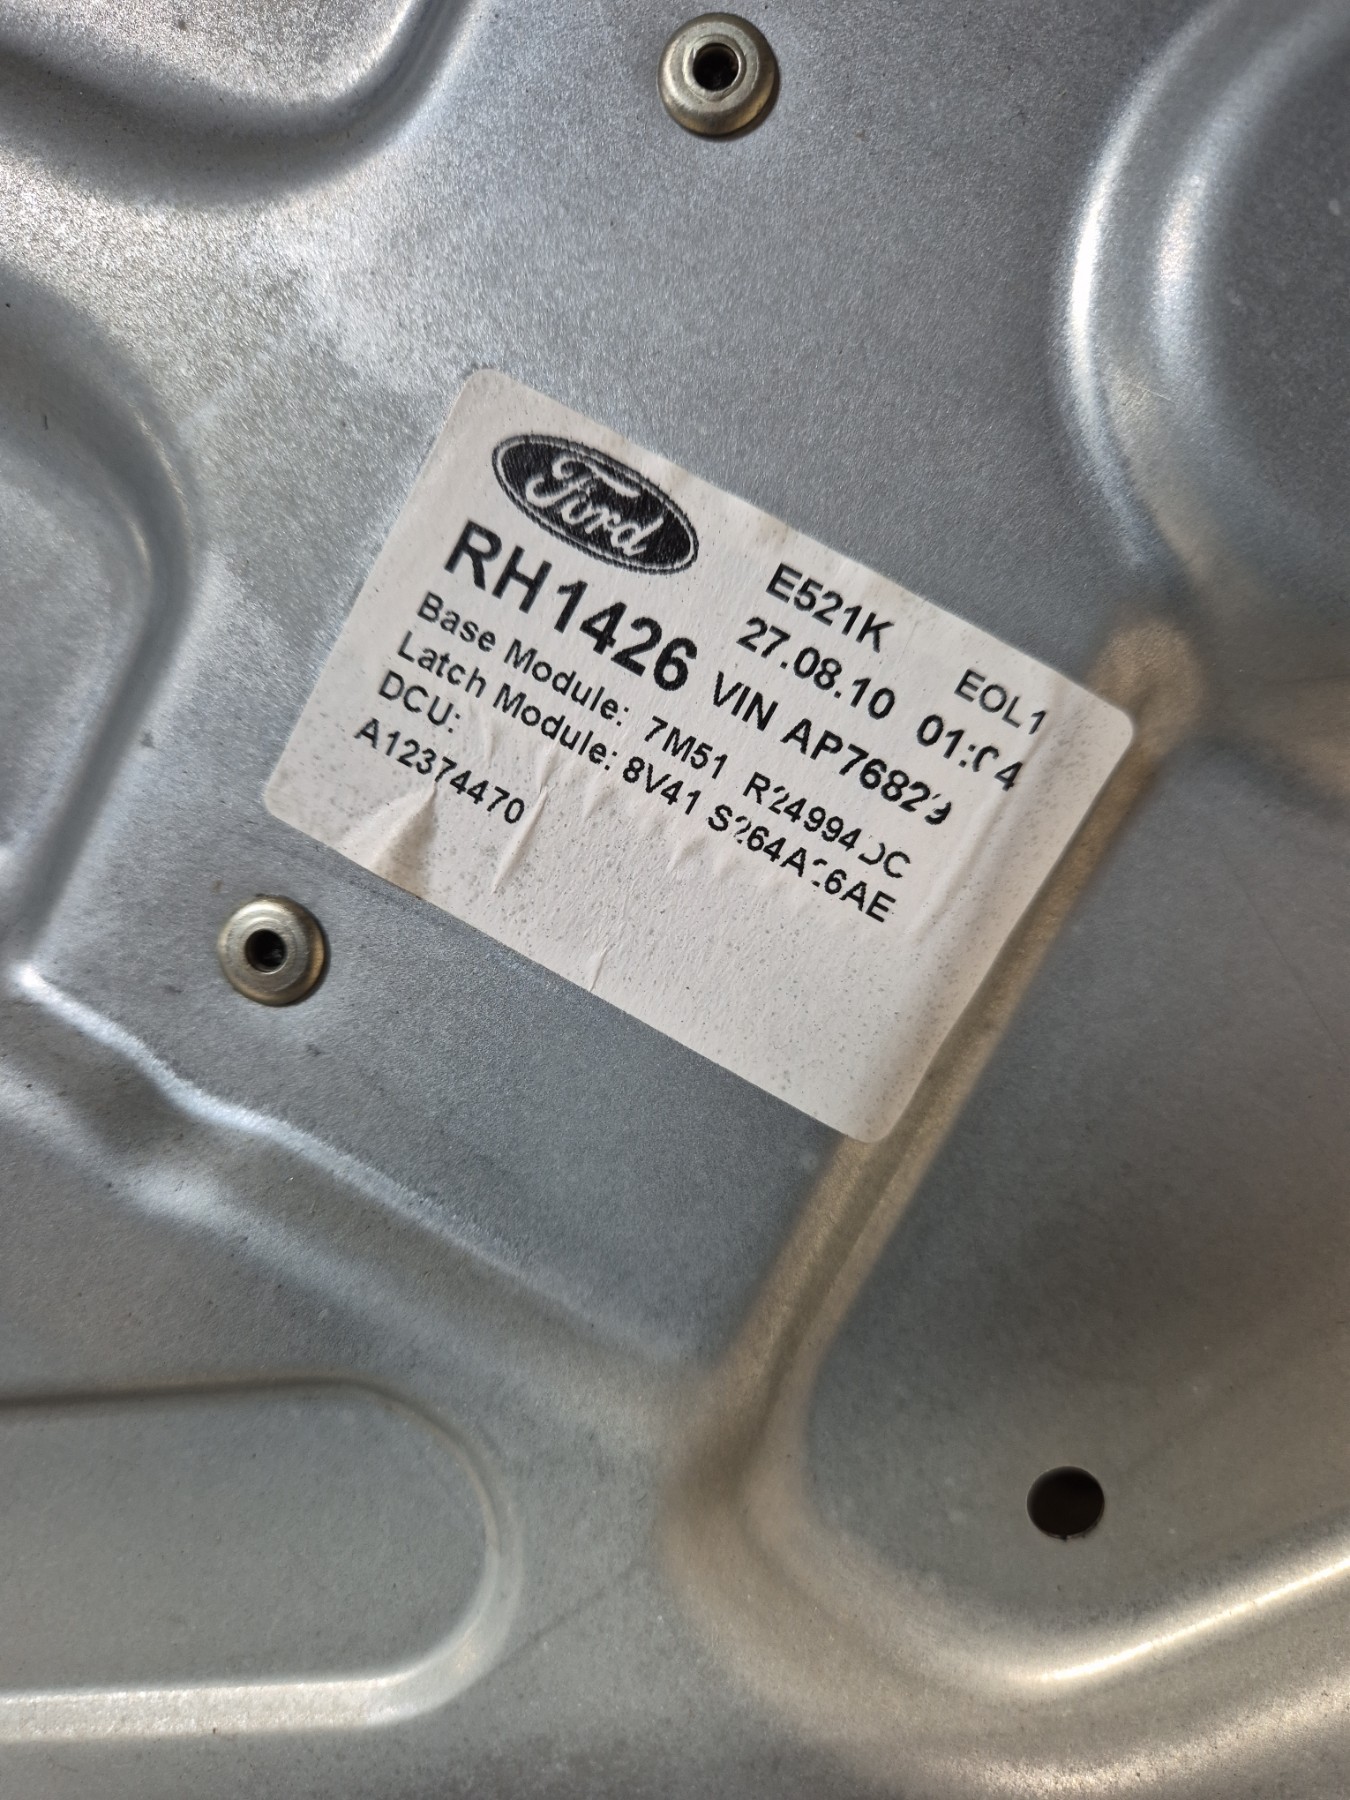 Ford
E521K EOL1
RH1426 27.08.10
VIN
Base Module: 7M51
Latch Module: 8V41
DCU:
A12374470